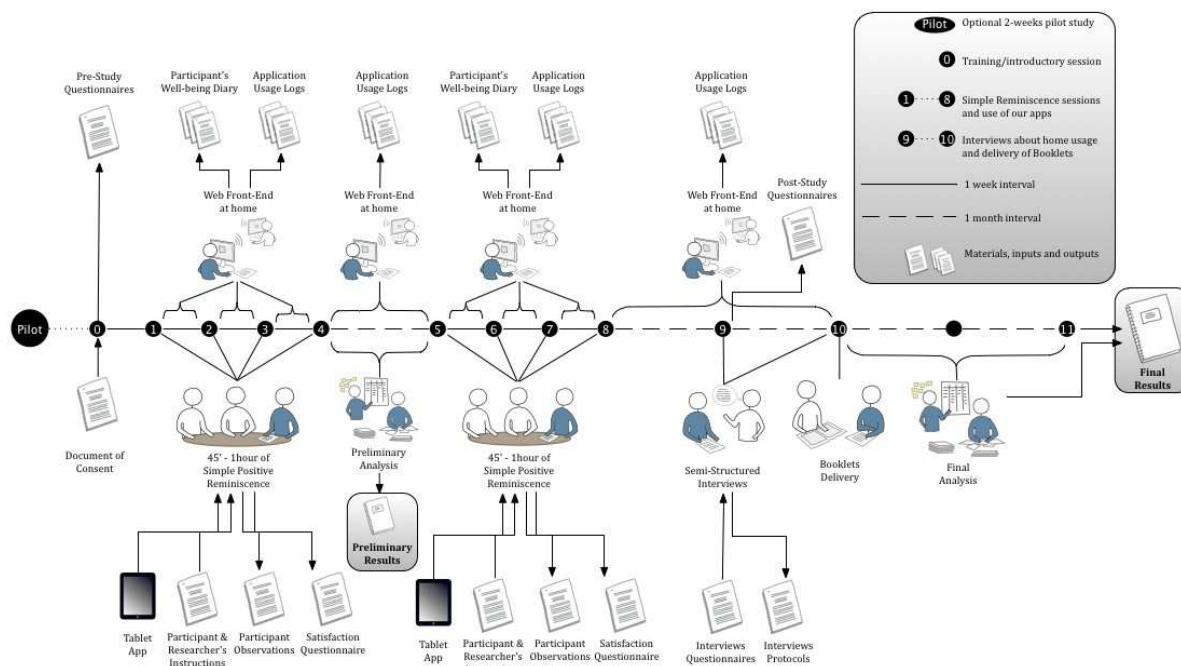 Pilot
Optional 2-weeks pilot study
0
Training/introductory session
1
8
Simple Reminiscence sessions
and use of our apps
9
10
Interviews about home usage
and delivery of Booklets
1 week interval
1 month interval
Materials, inputs and outputs
Pre-Study
Questionnaires
Participant's
Well-being Diary
Application
Usage Logs
Application
Usage Logs
Participant's
Well-being Diary
Application
Usage Logs
Application
Usage Logs
Web Front-End
at home
Web Front-End
at home
Web Front-End
at home
Web Front-End
at home
Post-Study
Questionnaires
Pilot
0
1
2
3
4
5
6
7
8
9
10
11
Final
Results
Document of
Consent
45' - 1hour of
Simple Positive
Reminiscence
Preliminary
Analysis
45' - 1hour of
Simple Positive
Reminiscence
Semi-Structured
Interviews
Booklets
Delivery
Final
Analysis
Preliminary
Results
Tablet
App
Participant &
Researcher's
Instructions
Participant
Observations
Satisfaction
Questionnaire
Tablet
App
Participant &
Researcher's
Participant
Observations
Satisfaction
Questionnaire
Interviews
Questionnaires
Interviews
Protocols